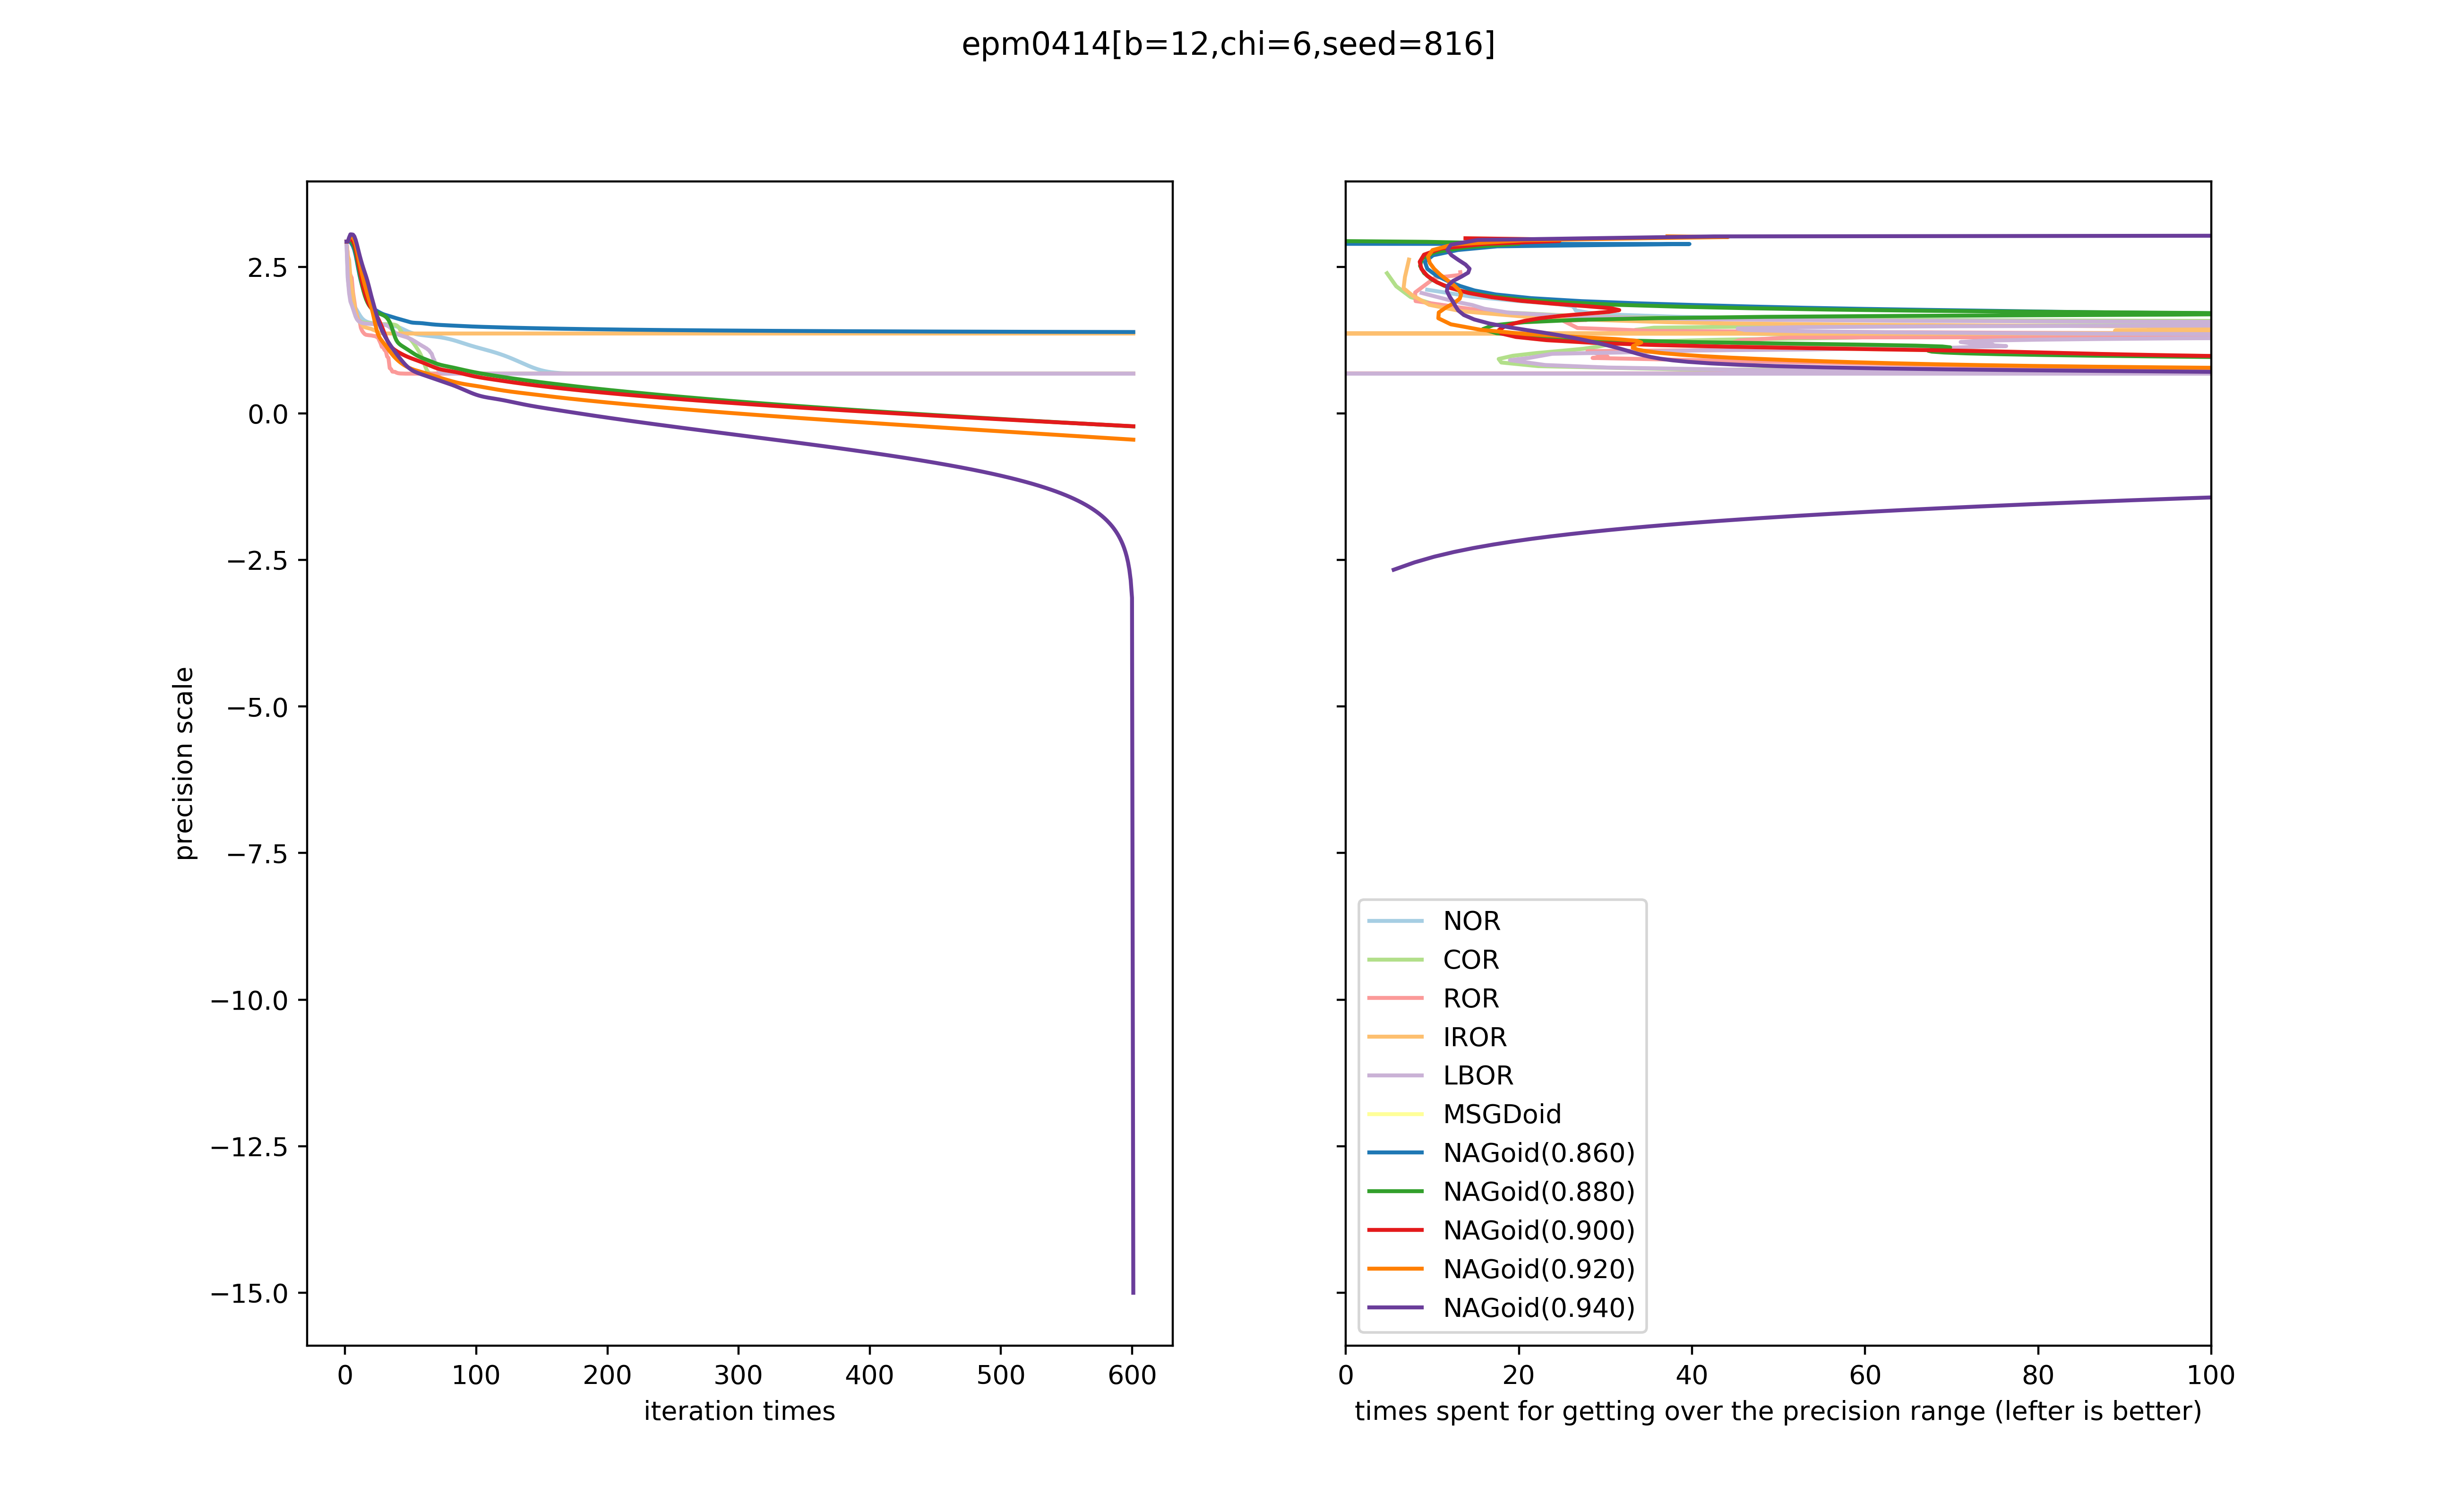 epm0414[b=12,chi=6,seed=816]
precision scale
2.5
0.0
−2.5
−5.0
−7.5
−10.0
−12.5
−15.0
0 100 200 300 400 500 600
iteration times
NOR
COR
ROR
IROR
LBOR
MSGDoid
NAGoid(0.860)
NAGoid(0.880)
NAGoid(0.900)
NAGoid(0.920)
NAGoid(0.940)
0 20 40 60 80 100
times spent for getting over the precision range (lefter is better)